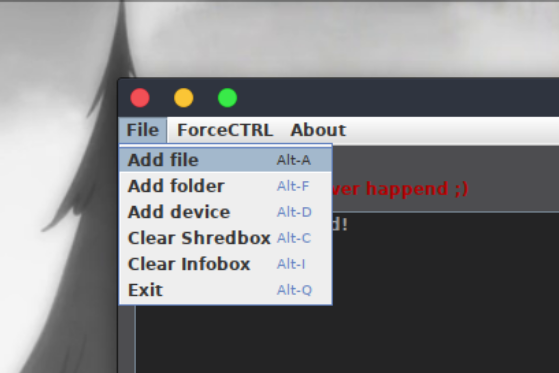 File ForceCTRL About
Add file Alt-A
Add folder Alt-F
Add device Alt-D
Clear Shredbox Alt-C
Clear Infobox Alt-I
Exit Alt-Q
happend ;)